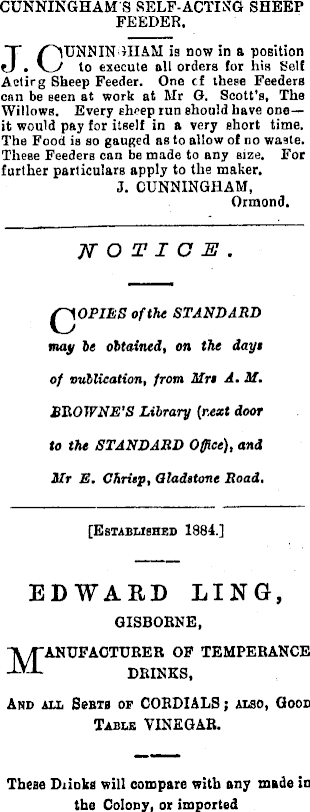 CUNNINGHAM'S SELF-ACTING SHEEP
FEEDER.
J. CUNNINGHAM is now in a position
to execute all orders for his Self
Acting Sheep Feeder. One of these Feeders
can be seen at work at Mr G. Scott's, The
Willows. Every sheep run should have one—
it would pay for itself in a very short time.
The Food is so gauged as to allow of no waste.
These Feeders can be made to any size. For
further particulars apply to the maker.
J. CUNNINGHAM,
Ormond.
NOTICE.
COPIES of the STANDARD
may be obtained, on the days
of publication, from Mrs A. M.
BROWNE'S Library (next door
to the STANDARD Office), and
Mr E. Chrisp, Gladstone Road.
[ESTABLISHED 1884.]
EDWARD LING,
GISBORNE,
MANUFACTURER OF TEMPERANCE
DRINKS,
AND ALL SORTS OF CORDIALS; ALSO, GOOD
TABLE VINEGAR.
These Drinks will compare with any made in
the Colony, or imported